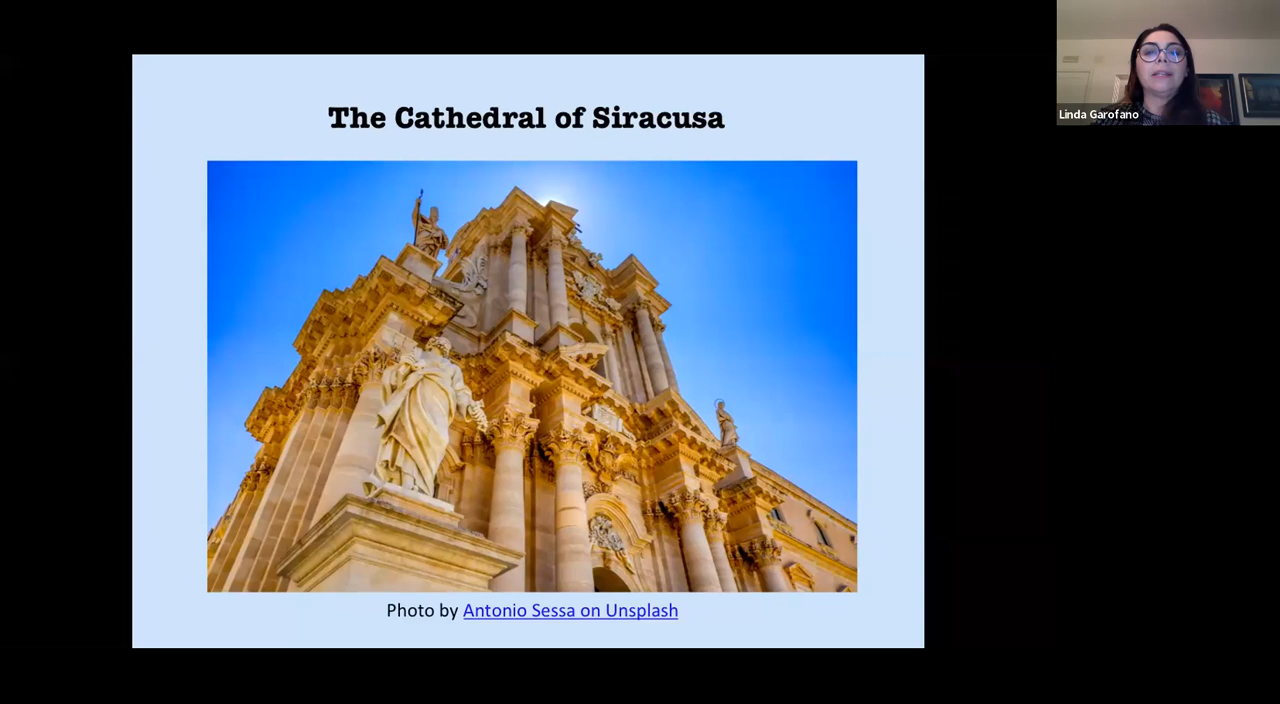 The Cathedral of Siracusa
Linda Garofano
Photo by Antonio Sessa on Unsplash